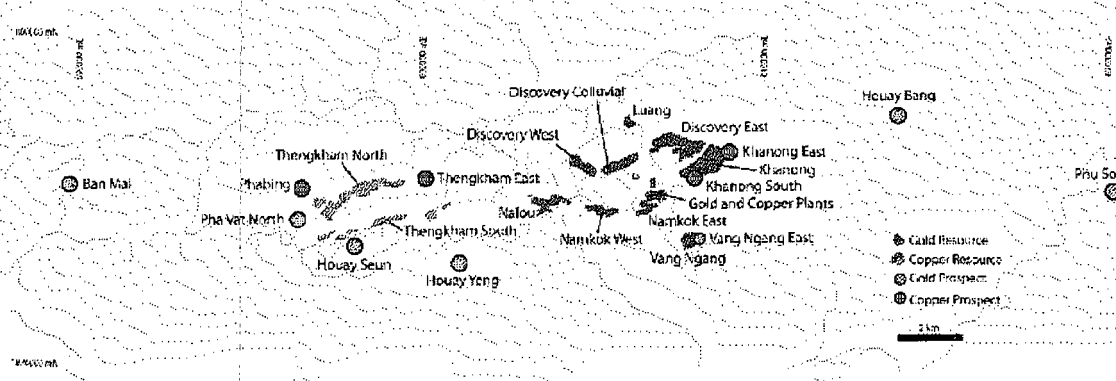 Houay Bang
Discovery Colluvial
Luang
Discovery East
Discovery West
Thengkham North
Khanong East
Khanong
Ban Mai
Phabing
Thengkham East
Khanong South
Gold and Copper Plants
Pha Vat North
Nalou
Namkok East
Thengkham South
Namkok West
Vang Ngang East
Houay Seun
Houay Yeng
Vang Ngang
Gold Resource
Copper Resource
Gold Prospect
Copper Prospect
2 km